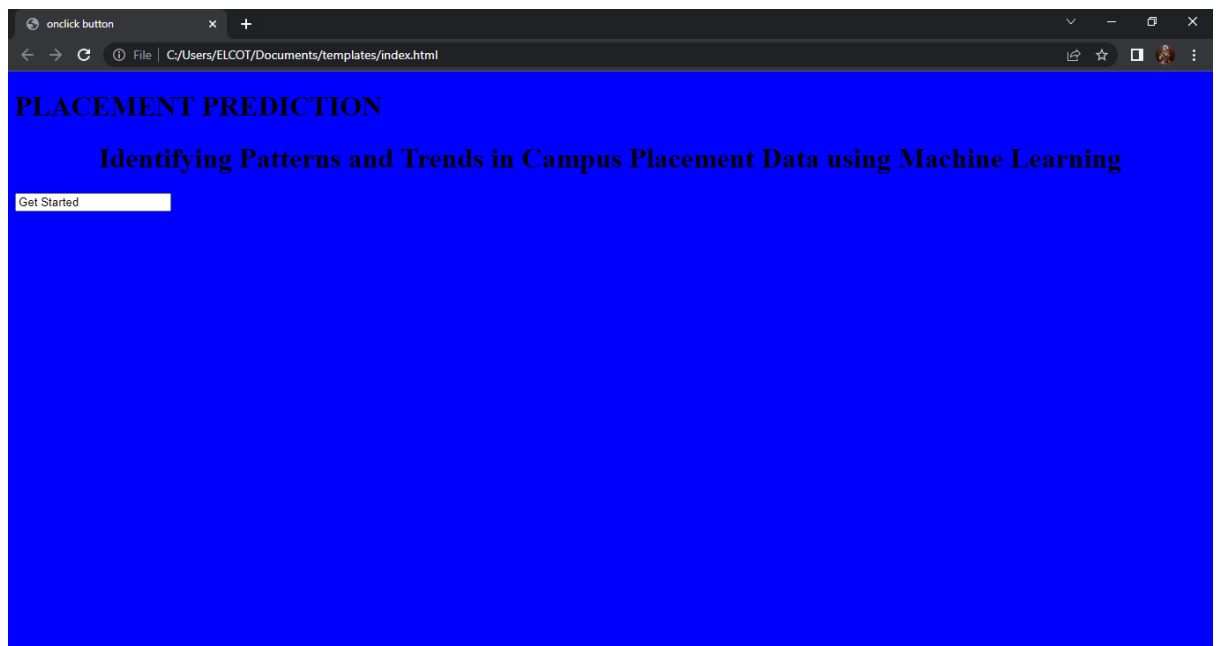 onclick button
File | C:/Users/ELCOT/Documents/templates/index.html
PLACEMENT PREDICTION
Identifying Patterns and Trends in Campus Placement Data using Machine Learning
Get Started